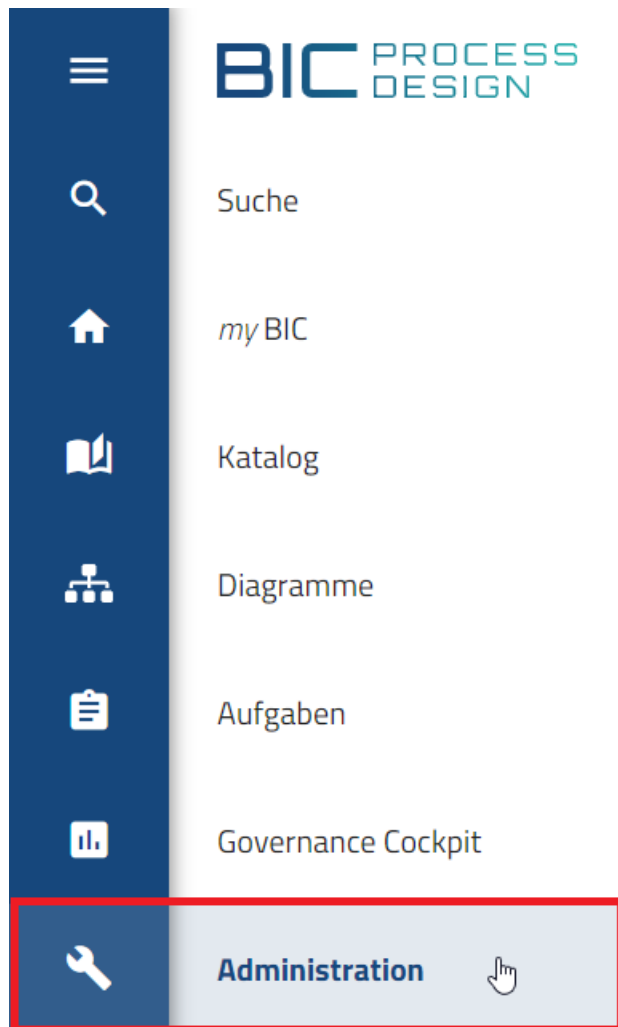 BIC PROCESS
DESIGN
Suche
my BIC
Katalog
Diagramme
Aufgaben
Governance Cockpit
Administration